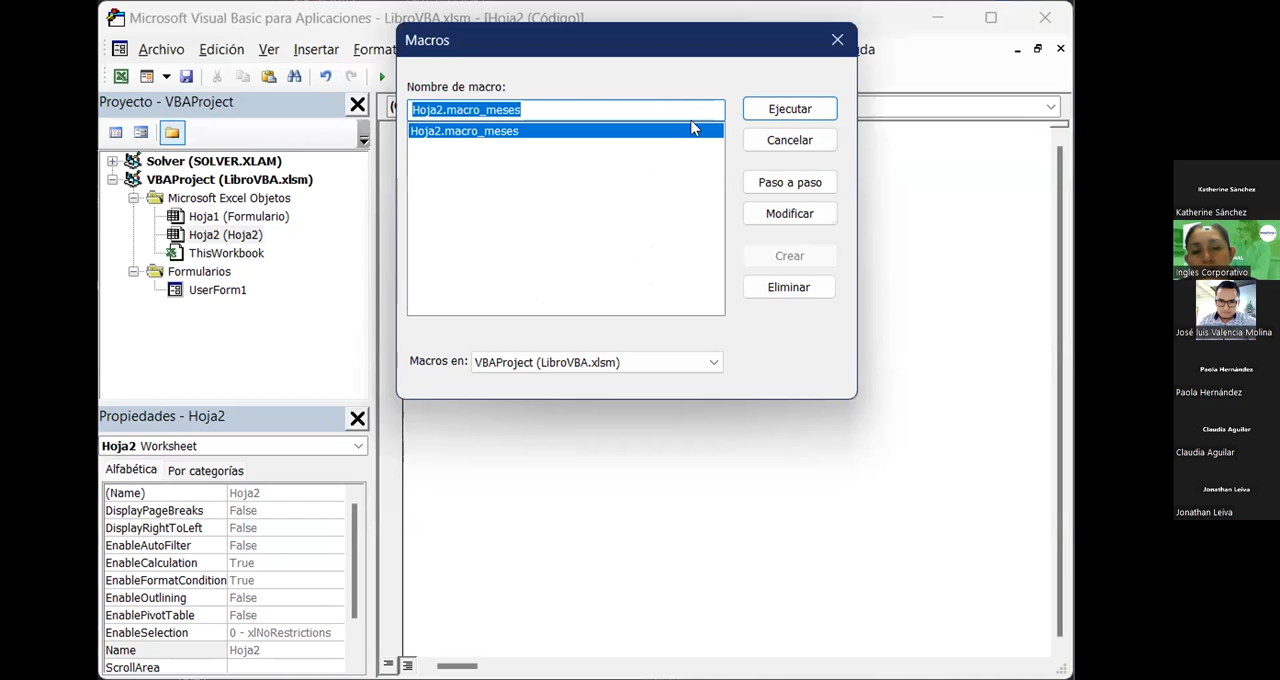 Microsoft Visual Basic para Aplicaciones - LibroVBA.xlsm - [Hoja2 (Código)]
Archivo Edición Ver Insertar Format
Macros
Nombre de macro:
Hoja2.macro_meses
Hoja2.macro_meses
Ejecutar
Cancelar
Paso a paso
Modificar
Crear
Eliminar
Macros en: VBAProject (LibroVBA.xlsm)
uda
Proyecto - VBAProject
Solver (SOLVER.XLAM)
VBAProject (LibroVBA.xlsm)
Microsoft Excel Objetos
Hoja1 (Formulario)
Hoja2 (Hoja2)
ThisWorkbook
Formularios
UserForm1
Propiedades - Hoja2
Hoja2 Worksheet
Alfabética Por categorías
(Name) Hoja2
DisplayPageBreaks False
DisplayRightToLeft False
EnableAutoFilter False
EnableCalculation True
EnableFormatCondition True
EnableOutlining False
EnablePivotTable False
EnableSelection 0 - xlNoRestrictions
Name Hoja2
ScrollArea
Katherine Sánchez
Katherine Sánchez
Ingles Corporativo
José luis Valencia Molina
Paola Hernández
Paola Hernández
Claudia Aguilar
Claudia Aguilar
Jonathan Leiva
Jonathan Leiva